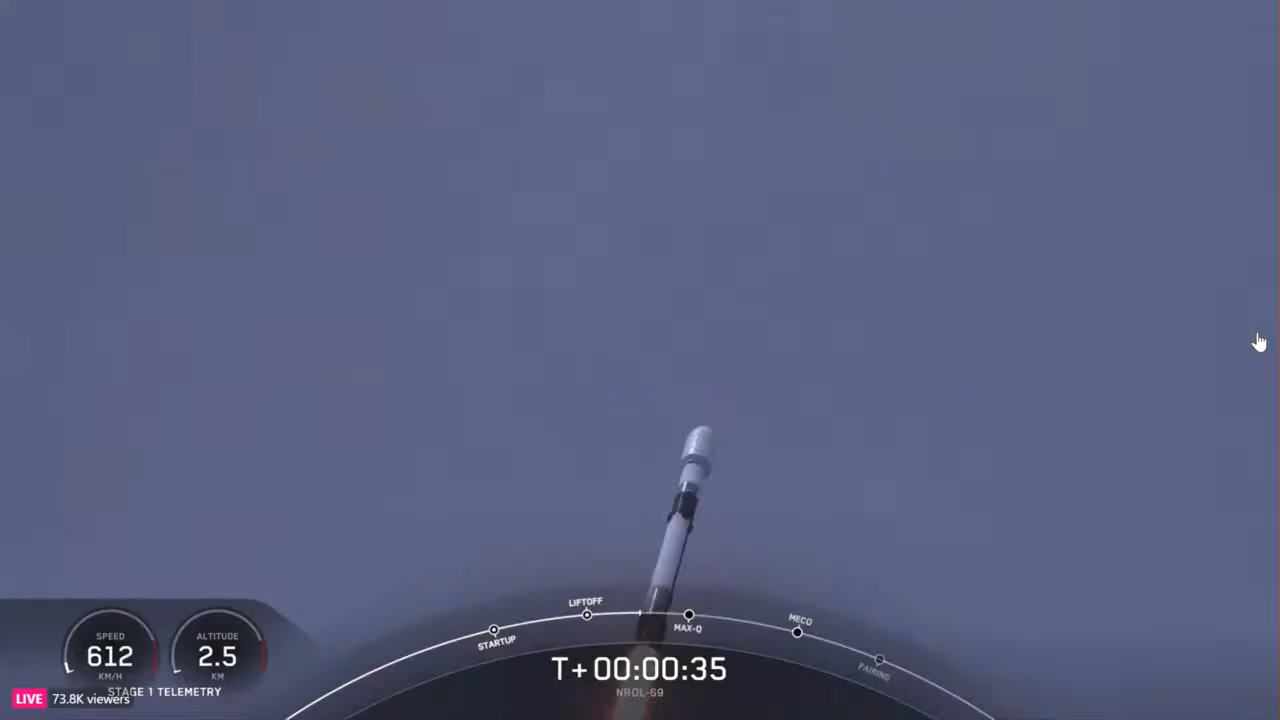 LIFTOFF
STARTUP
MAX-Q
MECO
FAIRING
SPEED
612
KM/H
ALTITUDE
2.5
KM
STAGE 1 TELEMETRY
LIVE 73.8K viewers
T+00:00:35
NROL-69